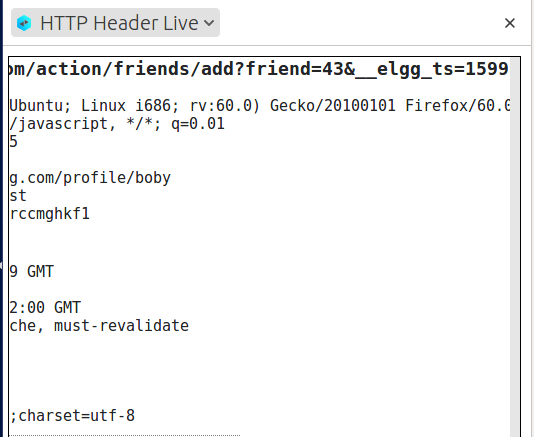 HTTP Header Live
om/action/friends/add?friend=43&__elgg_ts=1599
Ubuntu; Linux i686; rv:60.0) Gecko/20100101 Firefox/60.0
/javascript, */*; q=0.01
5
g.com/profile/boby
st
rccmghkf1
9 GMT
2:00 GMT
che, must-revalidate
;charset=utf-8